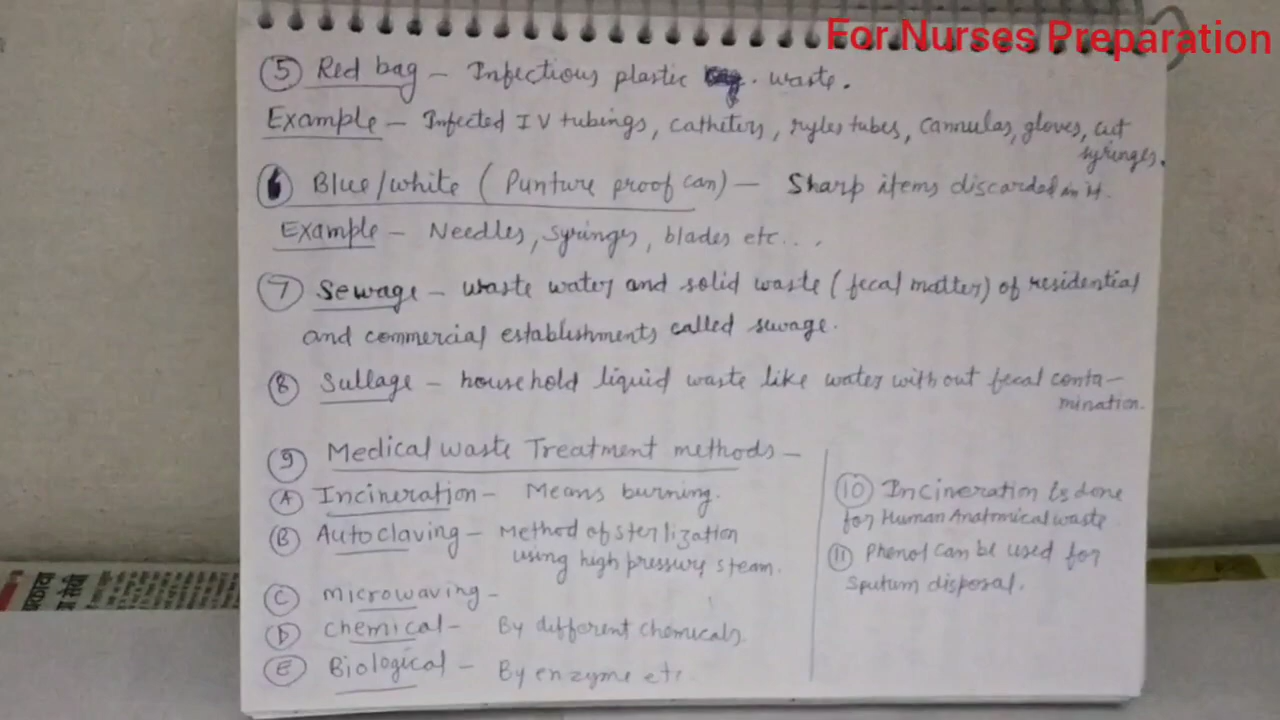 For Nurses Preparation
5 Red bag - Infectious plastic . waste.
Example - Infected IV tubings, catheters, ryles tubes, cannulas, gloves, cut
syringes.
6 Blue/white (Punture proof can) - Sharp items discarded in it.
Example - Needles, syringes, blades etc...,
7 Sewage - waste water and solid waste (fecal matter) of residential
and commercial establishments called sewage.
8 Sullage - household liquid waste like water without fecal conta-
mination.
9 Medical waste Treatment methods -
A Incineration - Means burning.
B Autoclaving - Method of sterlization
using high pressure steam.
C Microwaving -
D Chemical - By different chemicals.
E Biological - By enzyme etc
10 Incineration is done
for Human Anatomical waste
11 Phenol can be used for
Sputum disposal.